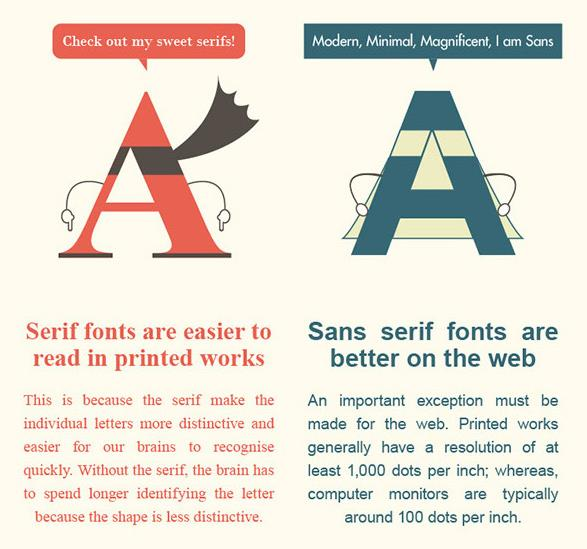 Check out my sweet serifs!
Modern, Minimal, Magnificent, I am Sans
Serif fonts are easier to
read in printed works
This is because the serif make the
individual letters more distinctive and
easier for our brains to recognise
quickly. Without the serif, the brain has
to spend longer identifying the letter
because the shape is less distinctive.
Sans serif fonts are
better on the web
An important exception must be
made for the web. Printed works
generally have a resolution of at
least 1,000 dots per inch; whereas,
computer monitors are typically
around 100 dots per inch.